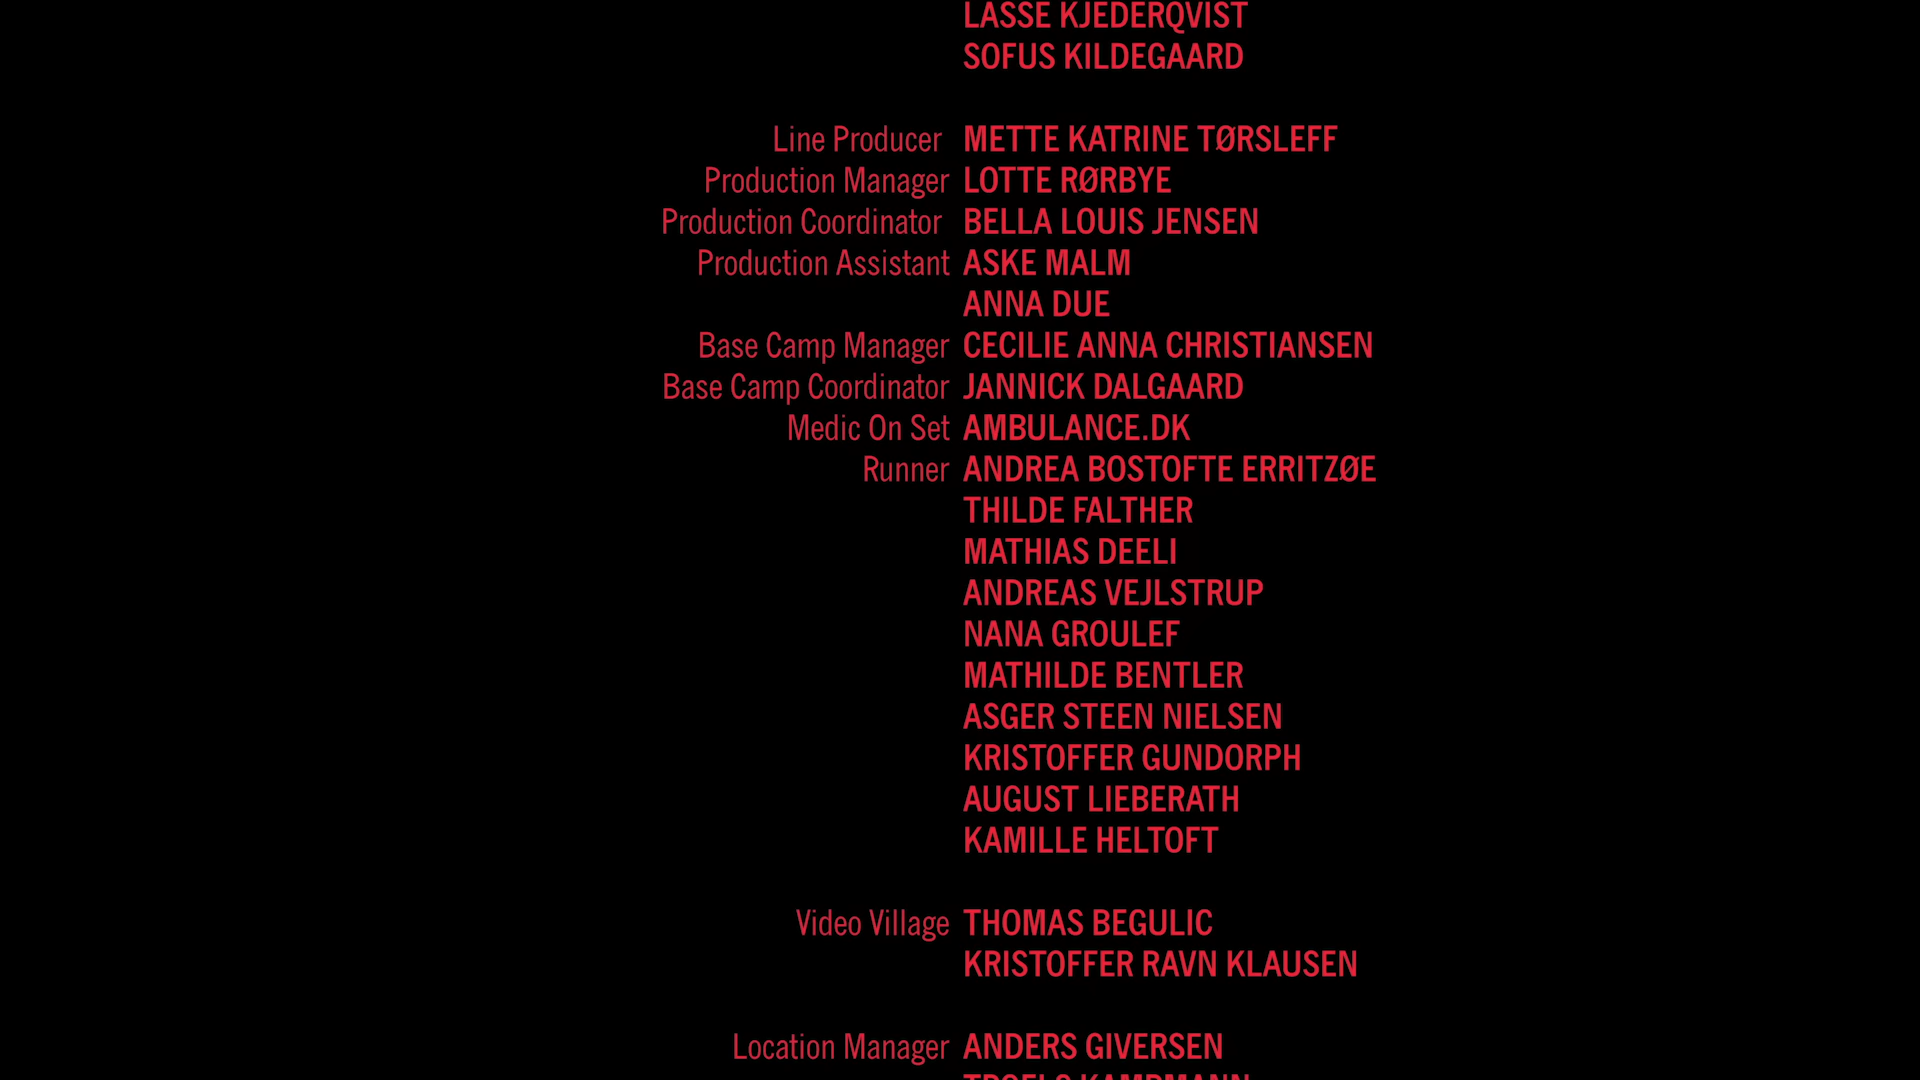 LASSE KJEDERQVIST
SOFUS KILDEGAARD
Line Producer METTE KATRINE TØRSLEFF
Production Manager LOTTE RØRBYE
Production Coordinator BELLA LOUIS JENSEN
Production Assistant ASKE MALM
ANNA DUE
Base Camp Manager CECILIE ANNA CHRISTIANSEN
Base Camp Coordinator JANNICK DALGAARD
Medic On Set AMBULANCE.DK
Runner ANDREA BOSTOFTE ERRITZØE
THILDE FALTHER
MATHIAS DEELI
ANDREAS VEJLSTRUP
NANA GROULEF
MATHILDE BENTLER
ASGER STEEN NIELSEN
KRISTOFFER GUNDORPH
AUGUST LIEBERATH
KAMILLE HELTOFT
Video Village THOMAS BEGULIC
KRISTOFFER RAVN KLAUSEN
Location Manager ANDERS GIVERSEN